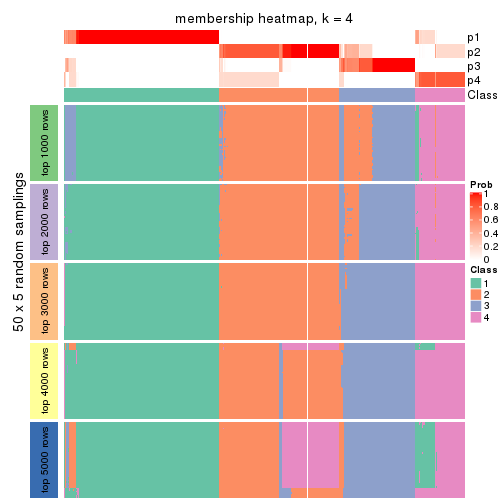 membership heatmap, k = 4
p1
p2
p3
p4
Class
50 x 5 random samplings
top 1000 rows
top 2000 rows
top 3000 rows
top 4000 rows
top 5000 rows
Prob
1
0.8
0.6
0.4
0.2
0
Class
1
2
3
4